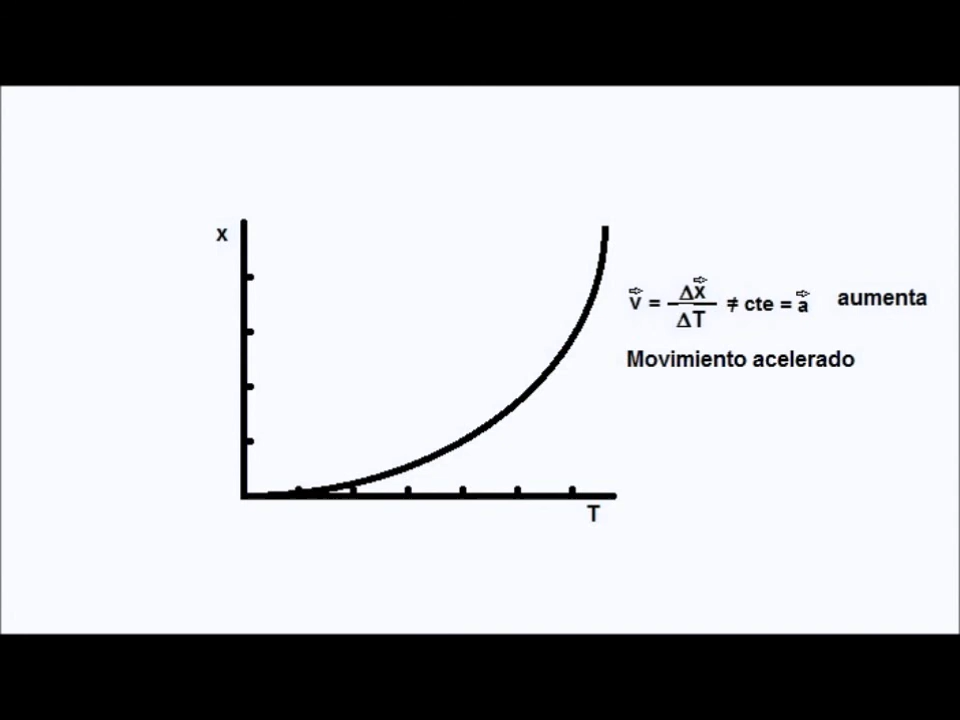 x
v⃗ = Δx⃗ / ΔT ≠ cte = a⃗ aumenta
Movimiento acelerado
T